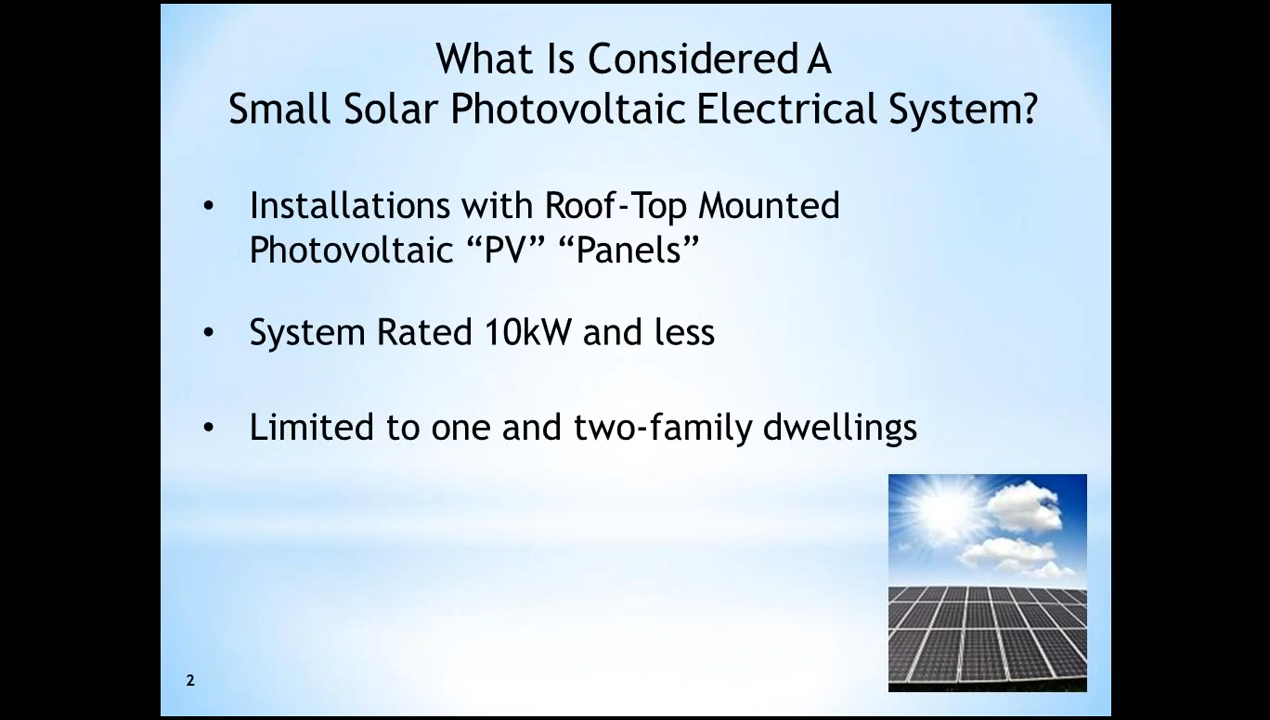 What Is Considered A
Small Solar Photovoltaic Electrical System?
• Installations with Roof-Top Mounted
Photovoltaic “PV” “Panels”
• System Rated 10kW and less
• Limited to one and two-family dwellings
2